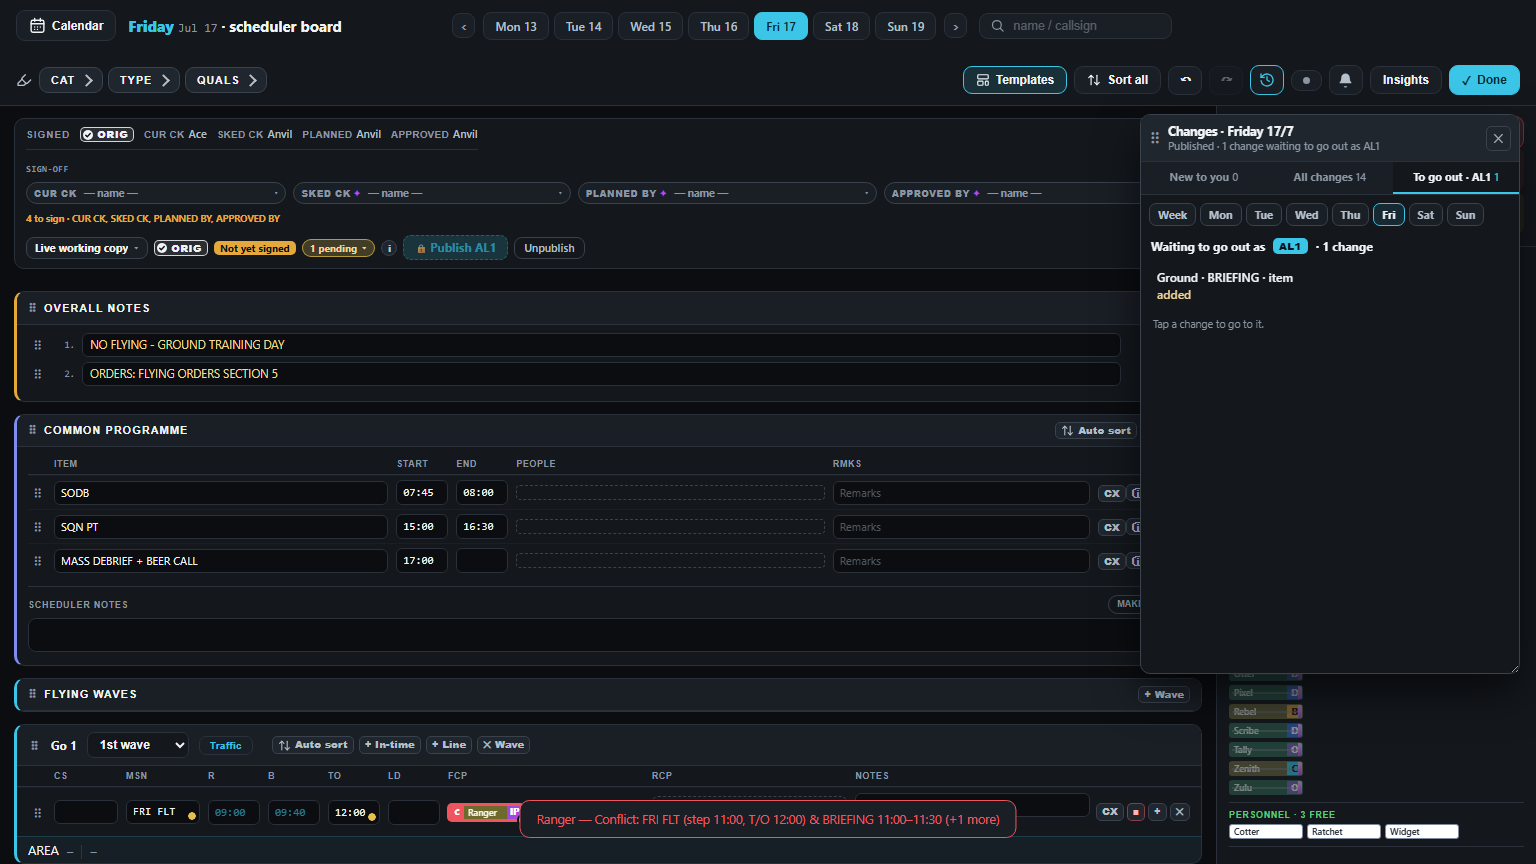 Calendar
Friday Jul 17 · scheduler board
Mon 13
Tue 14
Wed 15
Thu 16
Fri 17
Sat 18
Sun 19
name / callsign
CAT
TYPE
QUALS
Templates
Sort all
Insights
✓ Done
SIGNED ORIG CUR CK Ace SKED CK Anvil PLANNED Anvil APPROVED Anvil
SIGN-OFF
CUR CK — name —
SKED CK ✦ — name —
PLANNED BY ✦ — name —
APPROVED BY ✦ — name —
4 to sign · CUR CK, SKED CK, PLANNED BY, APPROVED BY
Live working copy
ORIG
Not yet signed
1 pending
i
Publish AL1
Unpublish
OVERALL NOTES
1. NO FLYING - GROUND TRAINING DAY
2. ORDERS: FLYING ORDERS SECTION 5
COMMON PROGRAMME
Auto sort
ITEM START END PEOPLE RMKS
SODB 07:45 08:00 Remarks CX
SQN PT 15:00 16:30 Remarks CX
MASS DEBRIEF + BEER CALL 17:00 Remarks CX
SCHEDULER NOTES
FLYING WAVES
+ Wave
Go 1 1st wave Traffic Auto sort + In-time + Line ✕ Wave
CS MSN R B TO LD FCP RCP NOTES
FRI FLT 09:00 09:40 12:00 C Ranger IP CX + ✕
Ranger — Conflict: FRI FLT (step 11:00, T/O 12:00) & BRIEFING 11:00–11:30 (+1 more)
AREA – –
Changes · Friday 17/7
Published · 1 change waiting to go out as AL1
New to you 0
All changes 14
To go out · AL1 1
Week Mon Tue Wed Thu Fri Sat Sun
Waiting to go out as AL1 · 1 change
Ground · BRIEFING · item
added
Tap a change to go to it.
Pixel D
Rebel B
Scribe D
Tally O
Zenith C
Zulu O
PERSONNEL · 3 FREE
Cotter Ratchet Widget